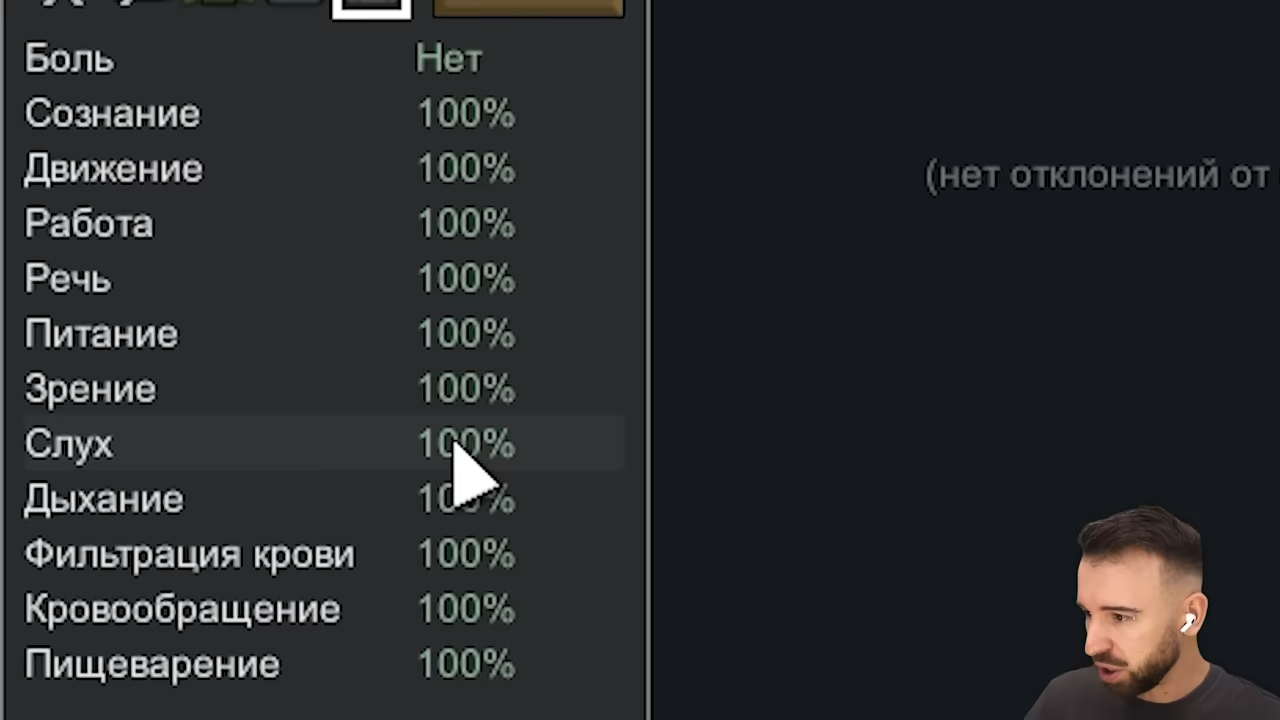 Боль Нет
Сознание 100%
Движение 100%
(нет отклонений от
Работа 100%
Речь 100%
Питание 100%
Зрение 100%
Слух 100%
Дыхание 100%
Фильтрация крови 100%
Кровообращение 100%
Пищеварение 100%